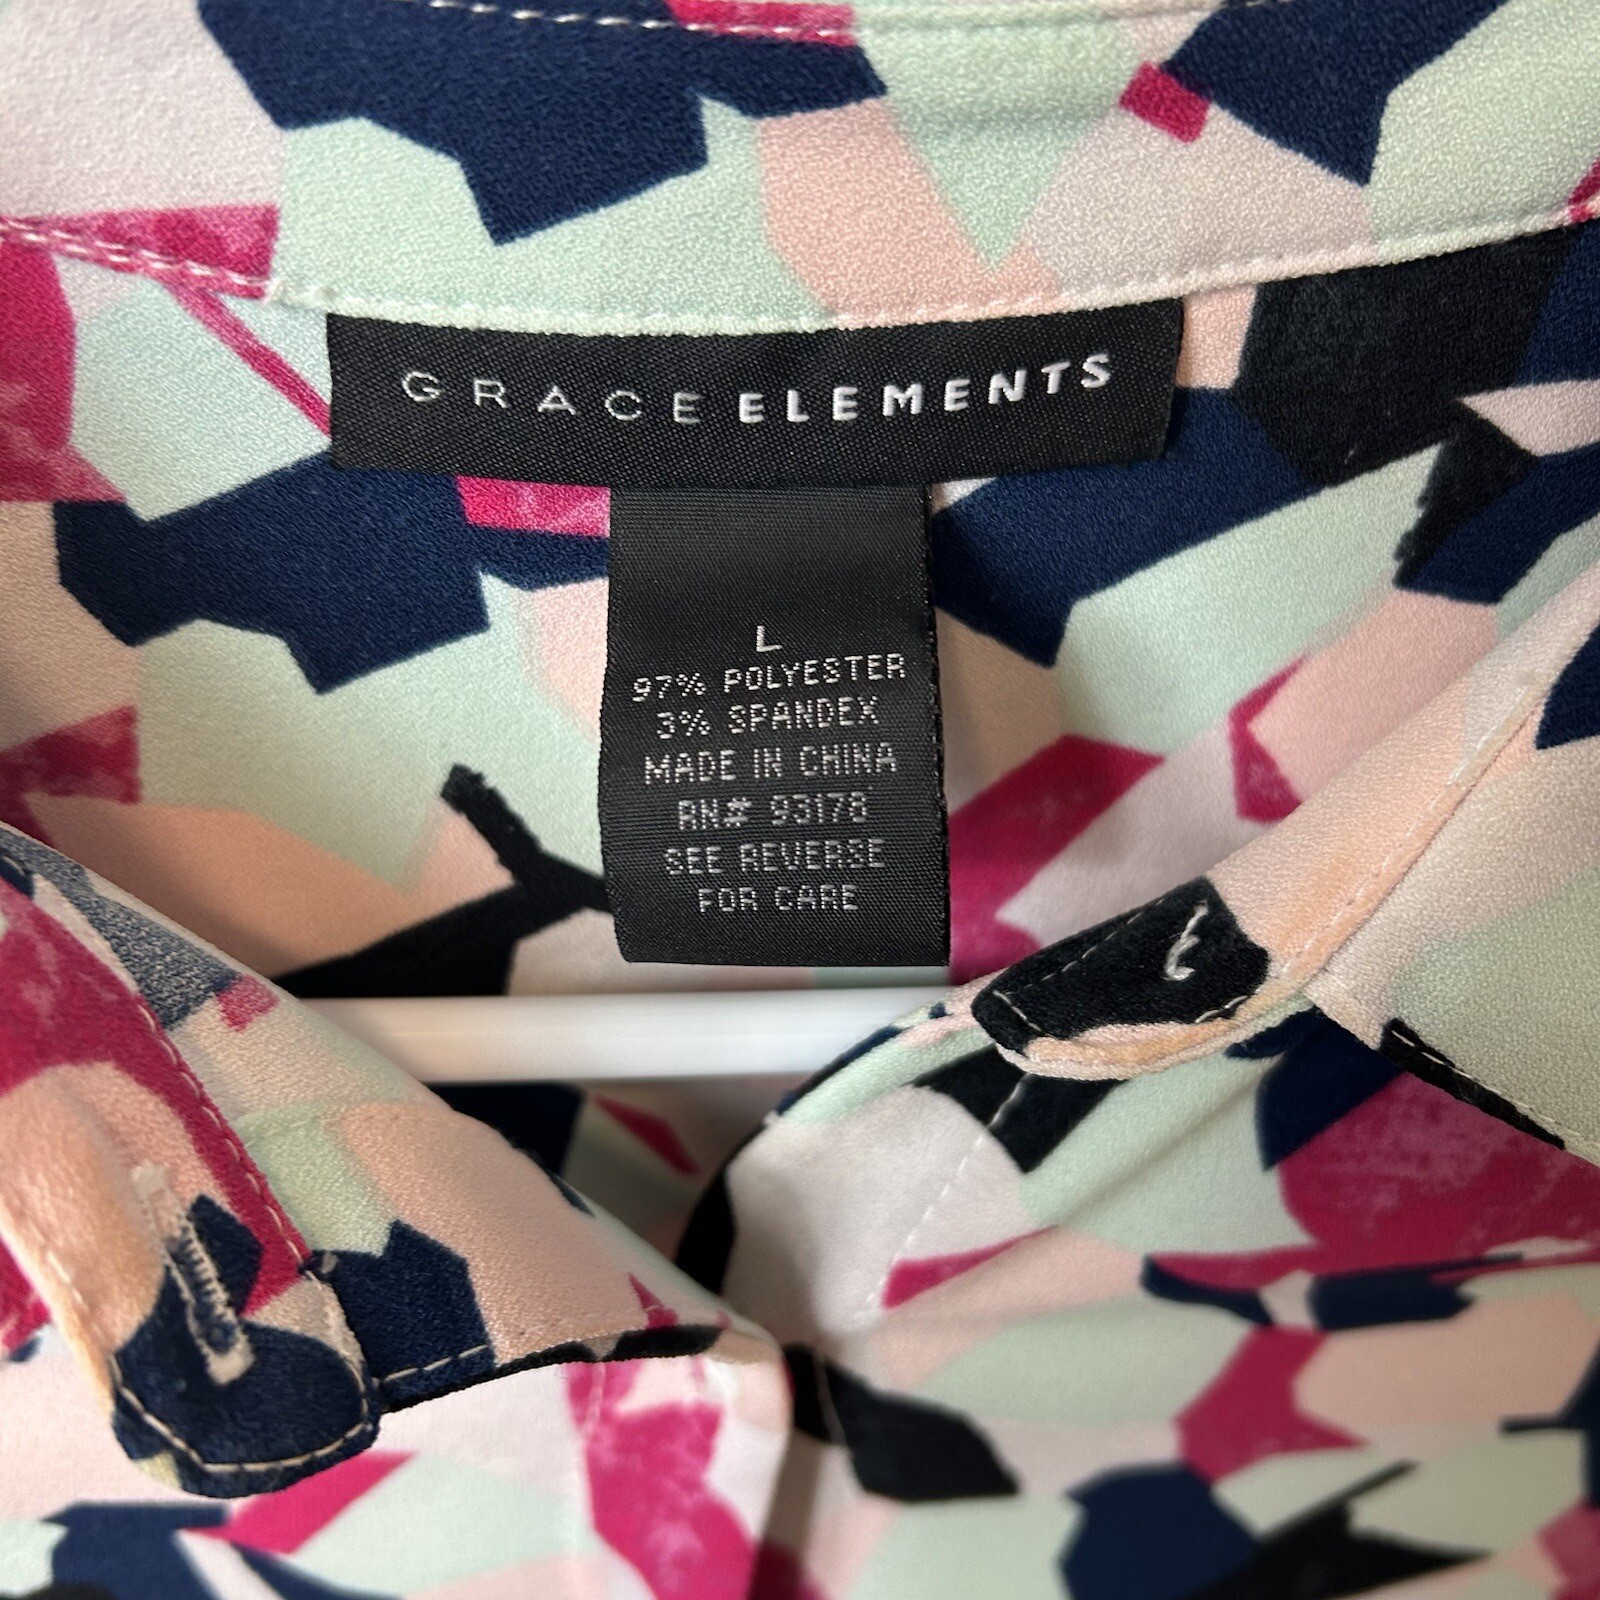 GRACE ELEMENTS
L
97% POLYESTER
3% SPANDEX
MADE IN CHINA
RN# 93178
SEE REVERSE
FOR CARE